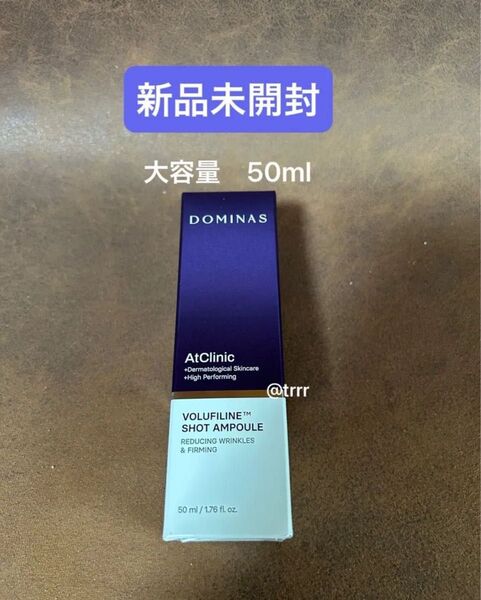 新品未開封
大容量　50ml
DOMINAS
AtClinic
+Dermatological Skincare
+High Performing
@trrr
VOLUFILINE™
SHOT AMPOULE
REDUCING WRINKLES
& FIRMING
50 ml / 1.76 fl. oz.